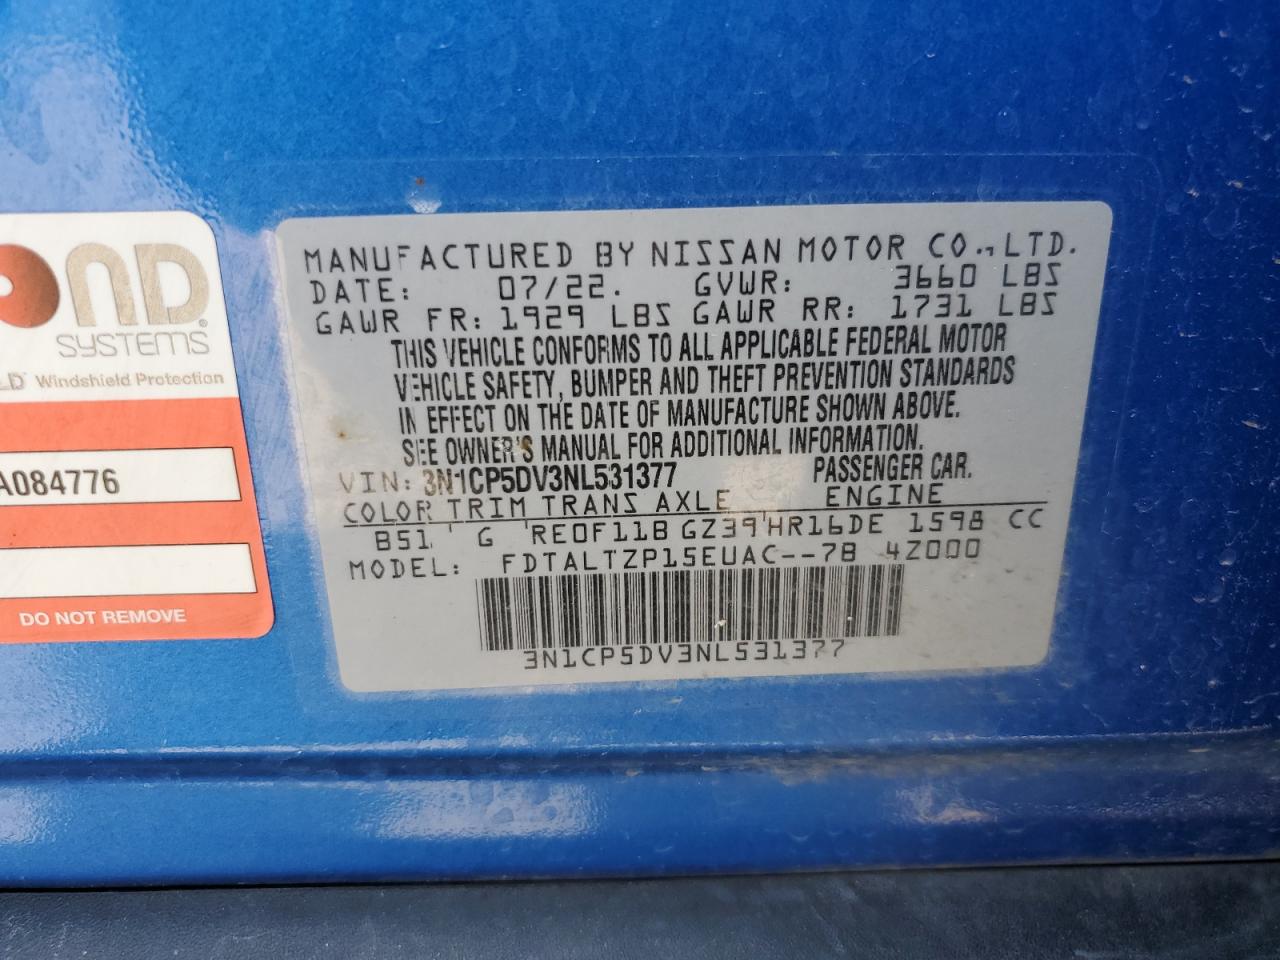 ND
SYSTEMS®
Windshield Protection
A084776
DO NOT REMOVE
MANUFACTURED BY NISSAN MOTOR CO., LTD.
DATE: 07/22. GVWR: 3660 LBS
GAWR FR: 1929 LBS GAWR RR: 1731 LBS
THIS VEHICLE CONFORMS TO ALL APPLICABLE FEDERAL MOTOR
VEHICLE SAFETY, BUMPER AND THEFT PREVENTION STANDARDS
IN EFFECT ON THE DATE OF MANUFACTURE SHOWN ABOVE.
SEE OWNER'S MANUAL FOR ADDITIONAL INFORMATION.
VIN: 3N1CP5DV3NL531377 PASSENGER CAR.
COLOR TRIM TRANS AXLE ENGINE
B51 G RE0F11B GZ39 HR16DE 1598 CC
MODEL: FDTALTZP15EUAC--7B 4Z000
3N1CP5DV3NL531377